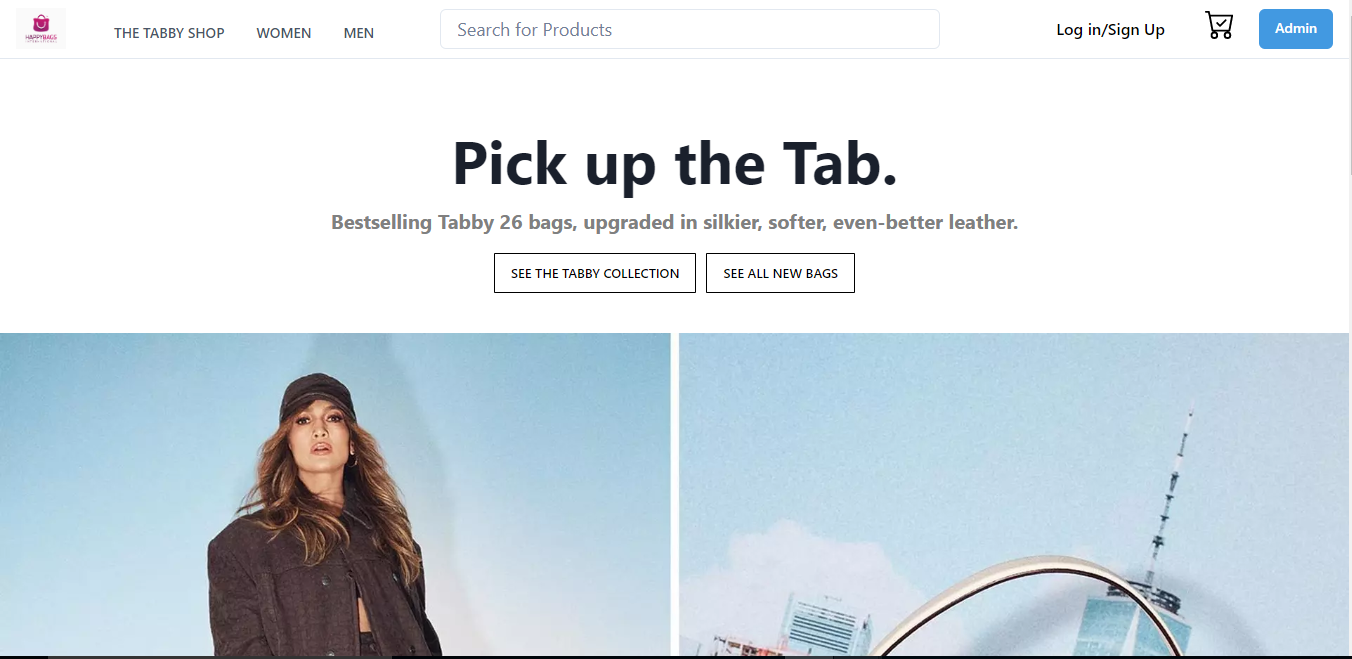 HAPPYBAGS
THE TABBY SHOP
WOMEN
MEN
Search for Products
Log in/Sign Up
Admin
Pick up the Tab.
Bestselling Tabby 26 bags, upgraded in silkier, softer, even-better leather.
SEE THE TABBY COLLECTION
SEE ALL NEW BAGS